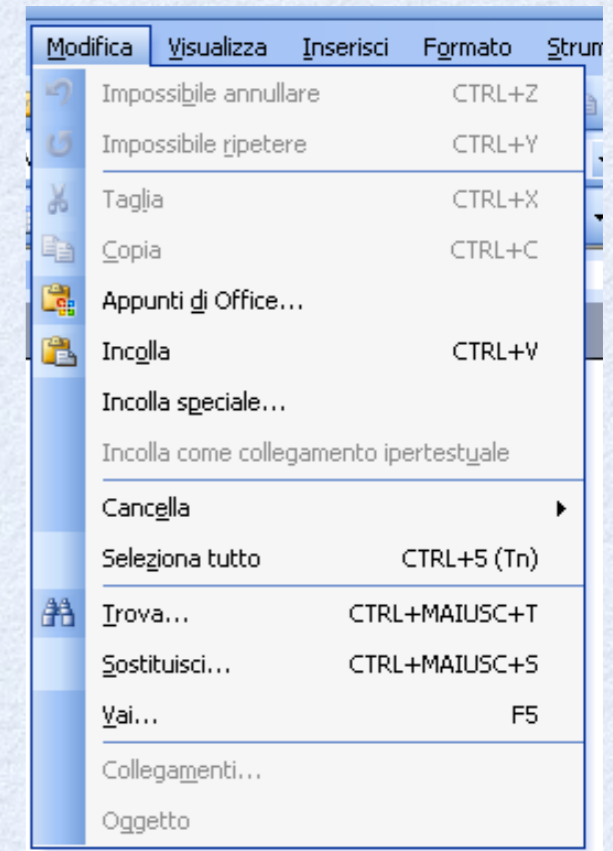 Modifica Visualizza Inserisci Formato Strum
Impossibile annullare CTRL+Z
Impossibile ripetere CTRL+Y
Taglia CTRL+X
Copia CTRL+C
Appunti di Office...
Incolla CTRL+V
Incolla speciale...
Incolla come collegamento ipertestuale
Cancella
Seleziona tutto CTRL+5 (Tn)
Trova... CTRL+MAIUSC+T
Sostituisci... CTRL+MAIUSC+S
Vai... F5
Collegamenti...
Oggetto